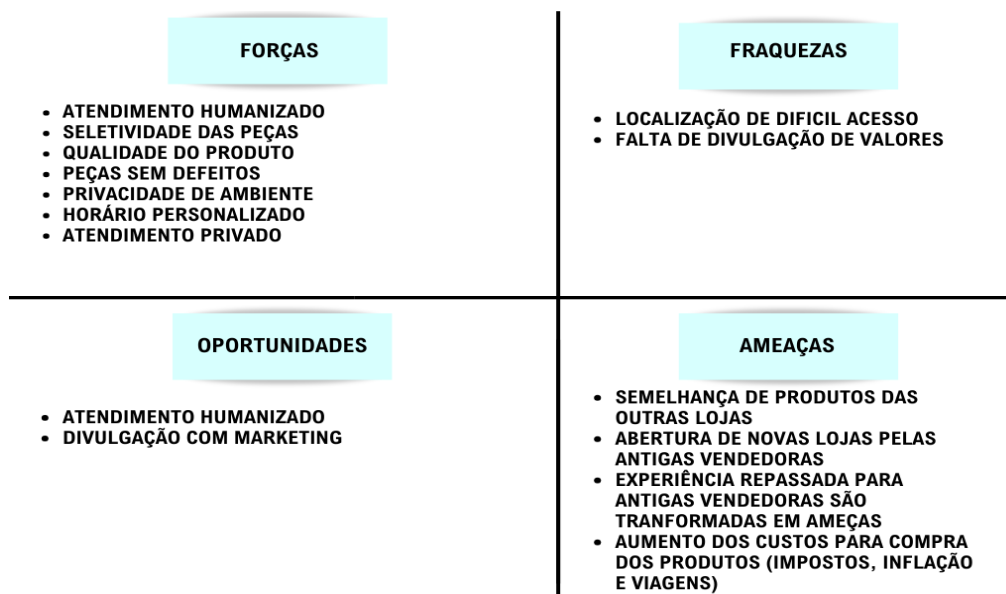 FORÇAS
• ATENDIMENTO HUMANIZADO
• SELETIVIDADE DAS PEÇAS
• QUALIDADE DO PRODUTO
• PEÇAS SEM DEFEITOS
• PRIVACIDADE DE AMBIENTE
• HORÁRIO PERSONALIZADO
• ATENDIMENTO PRIVADO
FRAQUEZAS
• LOCALIZAÇÃO DE DIFICIL ACESSO
• FALTA DE DIVULGAÇÃO DE VALORES
OPORTUNIDADES
• ATENDIMENTO HUMANIZADO
• DIVULGAÇÃO COM MARKETING
AMEAÇAS
• SEMELHANÇA DE PRODUTOS DAS
OUTRAS LOJAS
• ABERTURA DE NOVAS LOJAS PELAS
ANTIGAS VENDEDORAS
• EXPERIÊNCIA REPASSADA PARA
ANTIGAS VENDEDORAS SÃO
TRANFORMADAS EM AMEÇAS
• AUMENTO DOS CUSTOS PARA COMPRA
DOS PRODUTOS (IMPOSTOS, INFLAÇÃO
E VIAGENS)